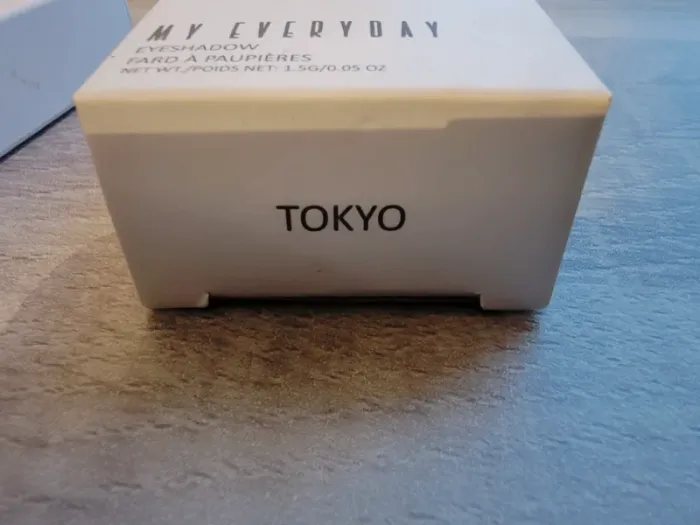 MY EVERYDAY
EYESHADOW
FARD À PAUPIÈRES
NET WT./POIDS NET: 1.5G/0.05 OZ
TOKYO